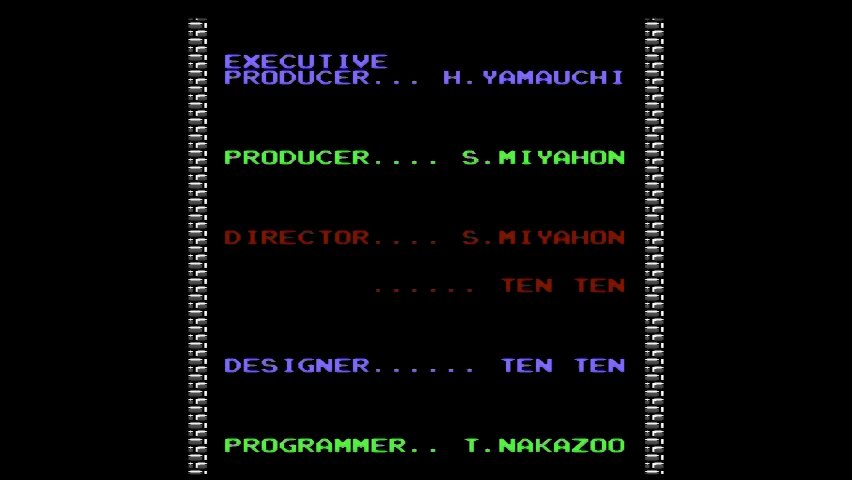 EXECUTIVE
PRODUCER... H.YAMAUCHI
PRODUCER.... S.MIYAHON
DIRECTOR.... S.MIYAHON
...... TEN TEN
DESIGNER...... TEN TEN
PROGRAMMER.. T.NAKAZOO